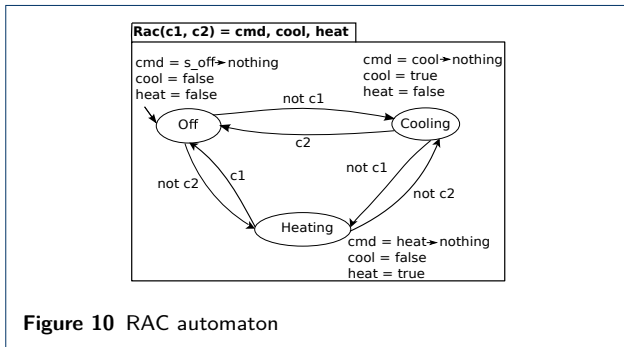 Rac(c1, c2) = cmd, cool, heat
cmd = s_off→nothing
cool = false
heat = false
cmd = cool→nothing
cool = true
heat = false
not c1
Off
Cooling
c2
not c2
c1
not c1
not c2
Heating
cmd = heat→nothing
cool = false
heat = true
Figure 10 RAC automaton